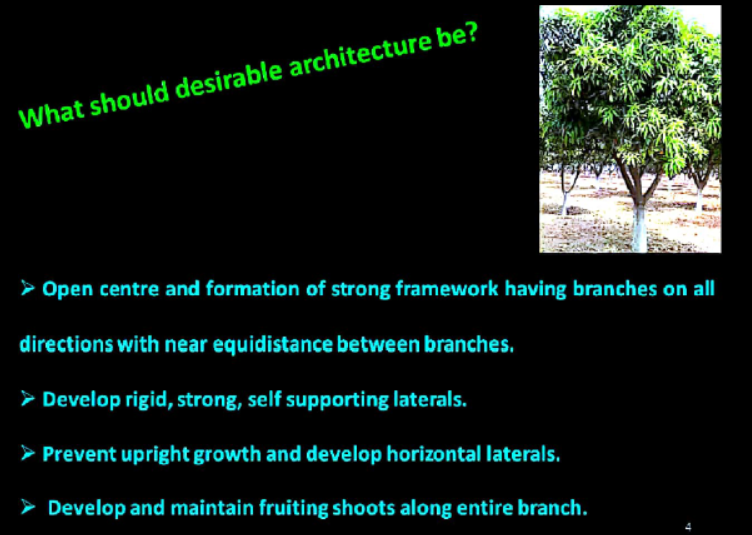 What should desirable architecture be?
➢ Open centre and formation of strong framework having branches on all
directions with near equidistance between branches.
➢ Develop rigid, strong, self supporting laterals.
➢ Prevent upright growth and develop horizontal laterals.
➢ Develop and maintain fruiting shoots along entire branch.
4